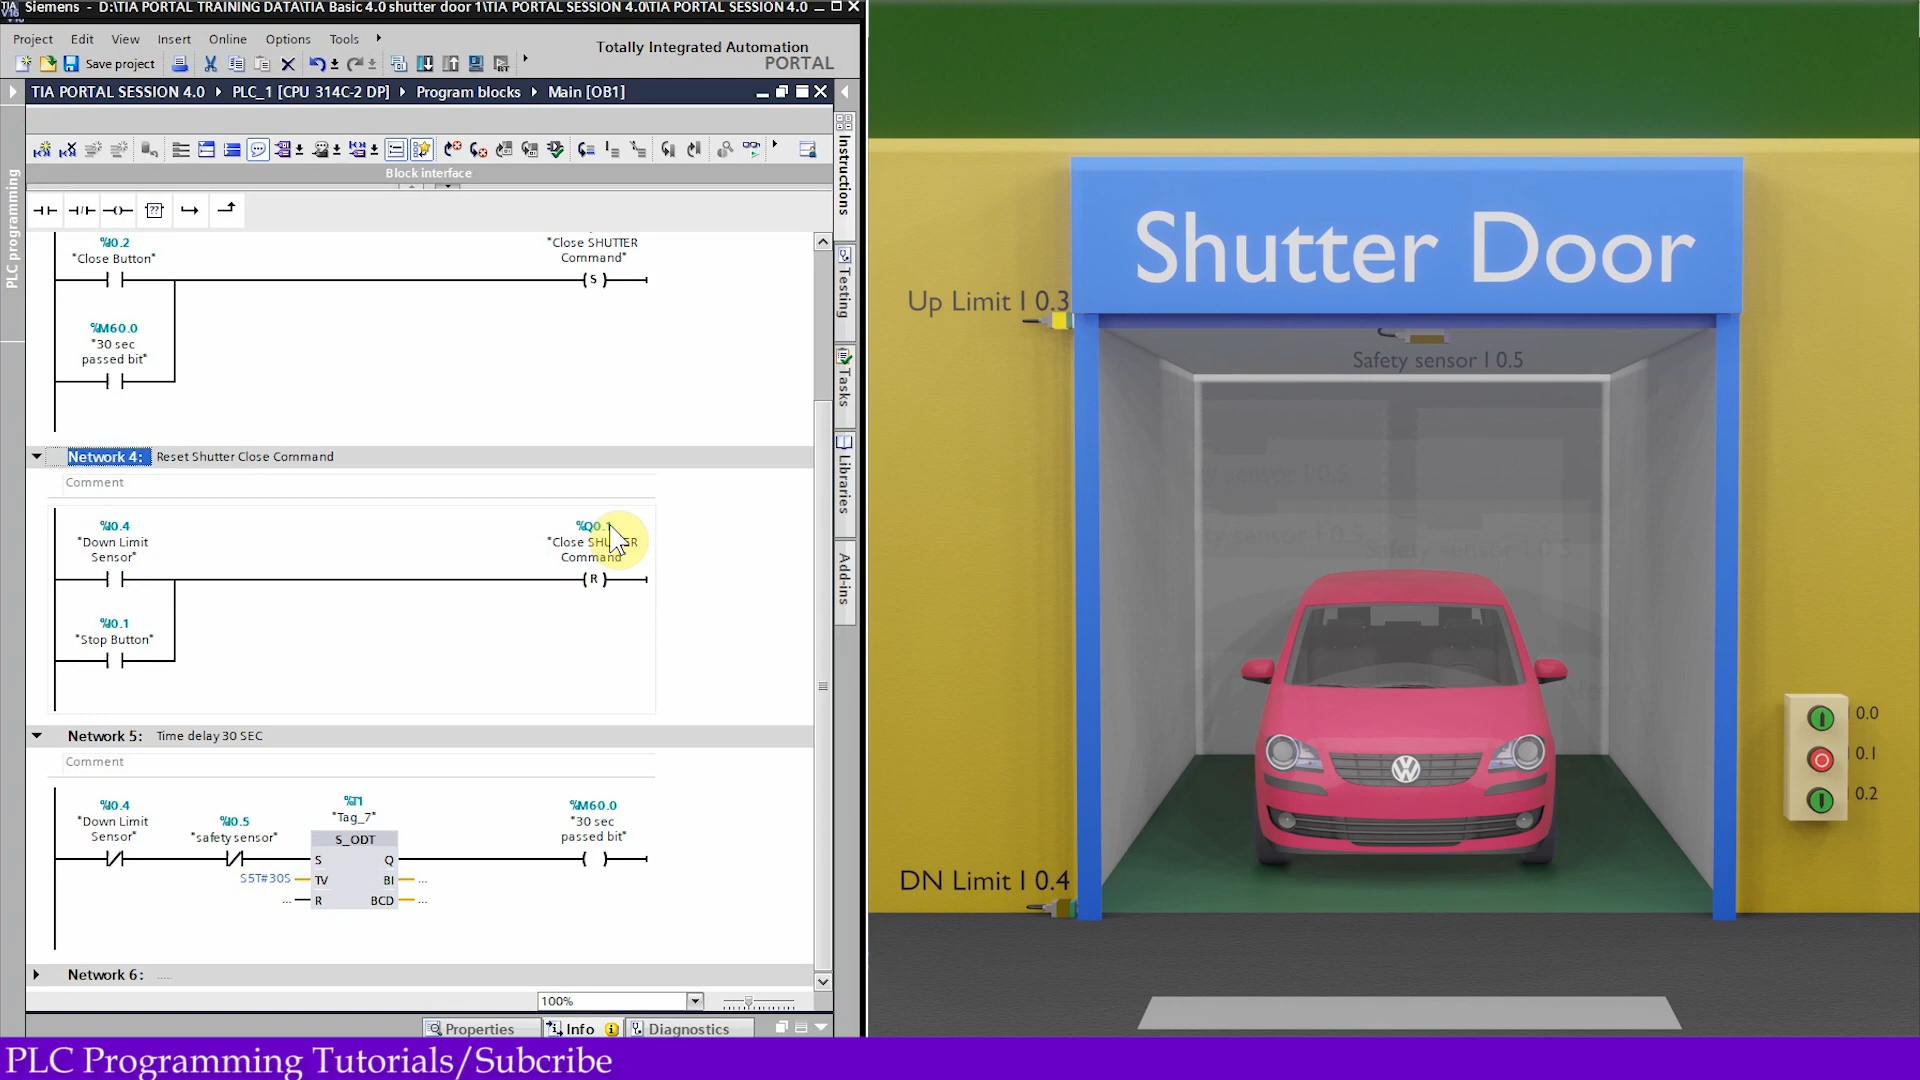 Siemens - D:\TIA PORTAL TRAINING DATA\TIA Basic 4.0 shutter door 1\TIA PORTAL SESSION 4.0\TIA PORTAL SESSION 4.0
Project Edit View Insert Online Options Tools
Totally Integrated Automation
PORTAL
Save project
TIA PORTAL SESSION 4.0 PLC_1 [CPU 314C-2 DP] Program blocks Main [OB1]
PLC programming
Block interface
??
%I0.2
"Close Button"
"Close SHUTTER
Command"
S
%M60.0
"30 sec
passed bit"
Network 4: Reset Shutter Close Command
Comment
%I0.4
"Down Limit
Sensor"
%Q0.1
Command"
R
%I0.1
"Stop Button"
Network 5: Time delay 30 SEC
Comment
%I0.4
"Down Limit
Sensor"
%I0.5
"safety sensor"
%T1
"Tag_7"
S_ODT
S Q
S5T#30S TV BI ...
... R BCD ...
%M60.0
"30 sec
passed bit"
Network 6: .....
100%
Properties Info Diagnostics
Instructions
Testing
Tasks
Libraries
Add-ins
Shutter Door
Up Limit I 0.3
Safety sensor I 0.5
DN Limit I 0.4
0.0
0.1
0.2
PLC Programming Tutorials/Subcribe